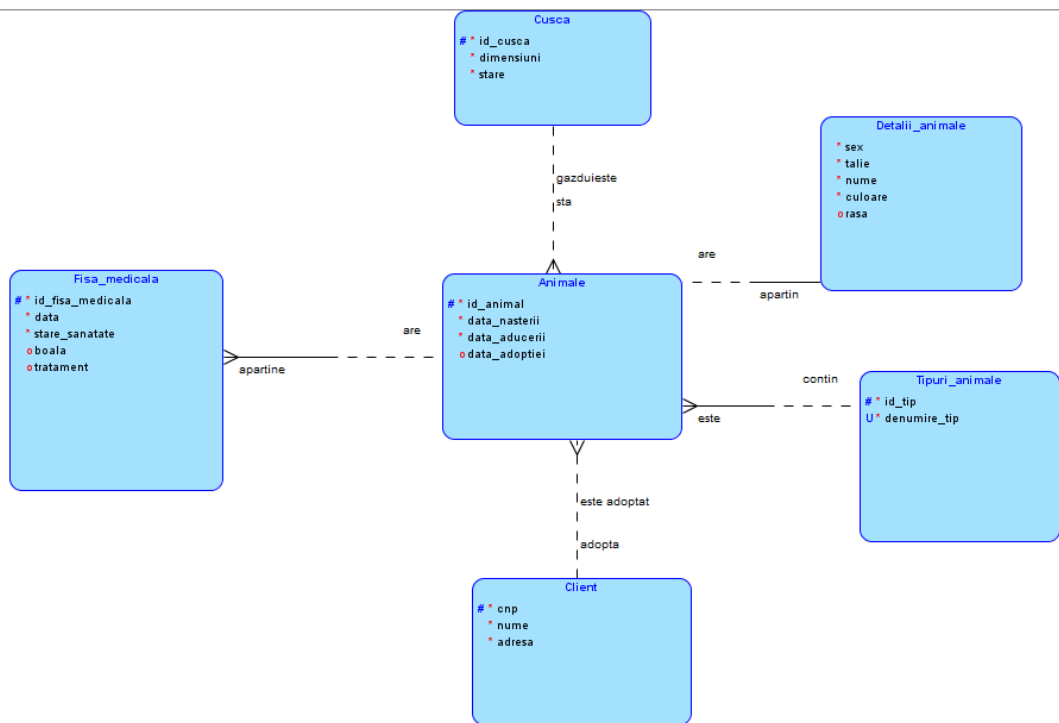 Cusca
# * id_cusca
* dimensiuni
* stare
gazduieste
sta
Detalii_animale
* sex
* talie
* nume
* culoare
o rasa
are
apartin
Fisa_medicala
# * id_fisa_medicala
* data
* stare_sanatate
o boala
o tratament
are
apartine
Animale
# * id_animal
* data_nasterii
* data_aducerii
o data_adoptiei
contin
este
Tipuri_animale
# * id_tip
U * denumire_tip
este adoptat
adopta
Client
# * cnp
* nume
* adresa